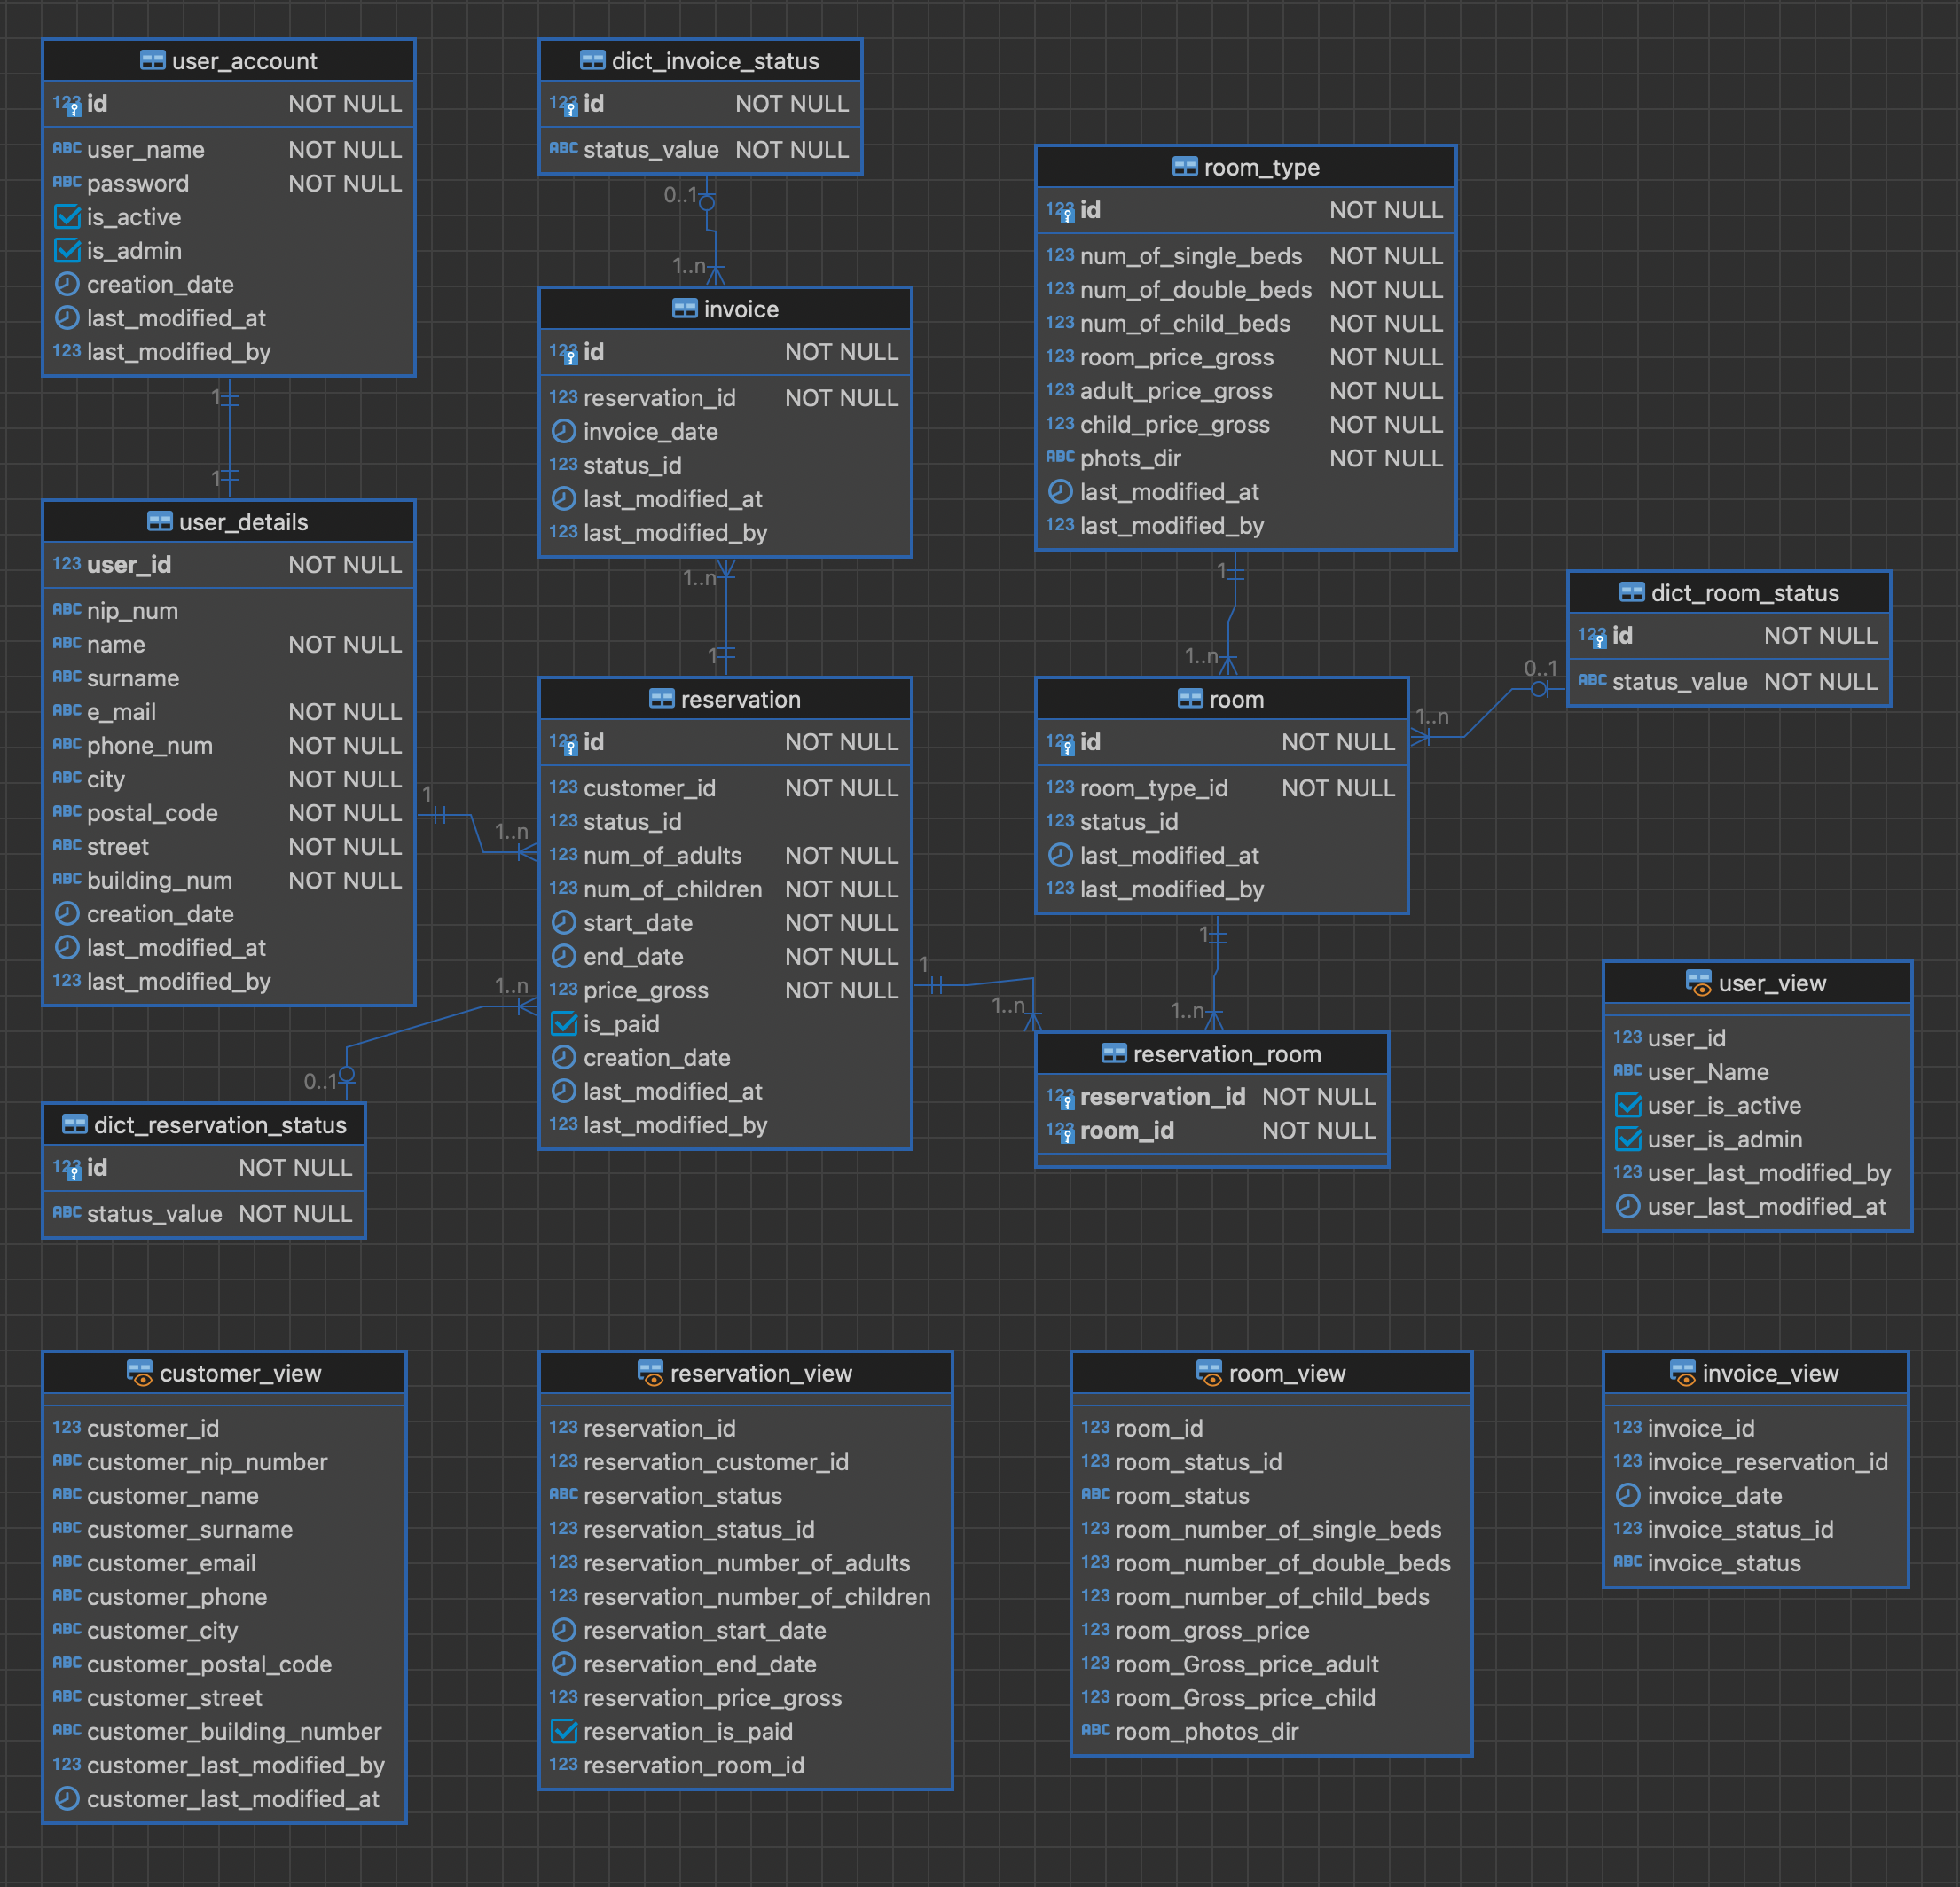 user_account
123 id NOT NULL
ABC user_name NOT NULL
ABC password NOT NULL
is_active
is_admin
creation_date
last_modified_at
123 last_modified_by
1
1
user_details
123 user_id NOT NULL
ABC nip_num
ABC name NOT NULL
ABC surname
ABC e_mail NOT NULL
ABC phone_num NOT NULL
ABC city NOT NULL
ABC postal_code NOT NULL
ABC street NOT NULL
ABC building_num NOT NULL
creation_date
last_modified_at
123 last_modified_by
1
1..n
1..n
0..1
dict_reservation_status
123 id NOT NULL
ABC status_value NOT NULL
dict_invoice_status
123 id NOT NULL
ABC status_value NOT NULL
0..1
1..n
invoice
123 id NOT NULL
123 reservation_id NOT NULL
invoice_date
123 status_id
last_modified_at
123 last_modified_by
1..n
1
reservation
123 id NOT NULL
123 customer_id NOT NULL
123 status_id
123 num_of_adults NOT NULL
123 num_of_children NOT NULL
start_date NOT NULL
end_date NOT NULL
123 price_gross NOT NULL
is_paid
creation_date
last_modified_at
123 last_modified_by
1
1..n
room_type
123 id NOT NULL
123 num_of_single_beds NOT NULL
123 num_of_double_beds NOT NULL
123 num_of_child_beds NOT NULL
123 room_price_gross NOT NULL
123 adult_price_gross NOT NULL
123 child_price_gross NOT NULL
ABC phots_dir NOT NULL
last_modified_at
123 last_modified_by
1
1..n
room
123 id NOT NULL
123 room_type_id NOT NULL
123 status_id
last_modified_at
123 last_modified_by
1
1..n
reservation_room
123 reservation_id NOT NULL
123 room_id NOT NULL
dict_room_status
123 id NOT NULL
ABC status_value NOT NULL
0..1
1..n
user_view
123 user_id
ABC user_Name
user_is_active
user_is_admin
123 user_last_modified_by
user_last_modified_at
customer_view
123 customer_id
ABC customer_nip_number
ABC customer_name
ABC customer_surname
ABC customer_email
ABC customer_phone
ABC customer_city
ABC customer_postal_code
ABC customer_street
ABC customer_building_number
123 customer_last_modified_by
customer_last_modified_at
reservation_view
123 reservation_id
123 reservation_customer_id
ABC reservation_status
123 reservation_status_id
123 reservation_number_of_adults
123 reservation_number_of_children
reservation_start_date
reservation_end_date
123 reservation_price_gross
reservation_is_paid
123 reservation_room_id
room_view
123 room_id
123 room_status_id
ABC room_status
123 room_number_of_single_beds
123 room_number_of_double_beds
123 room_number_of_child_beds
123 room_gross_price
123 room_Gross_price_adult
123 room_Gross_price_child
ABC room_photos_dir
invoice_view
123 invoice_id
123 invoice_reservation_id
invoice_date
123 invoice_status_id
ABC invoice_status